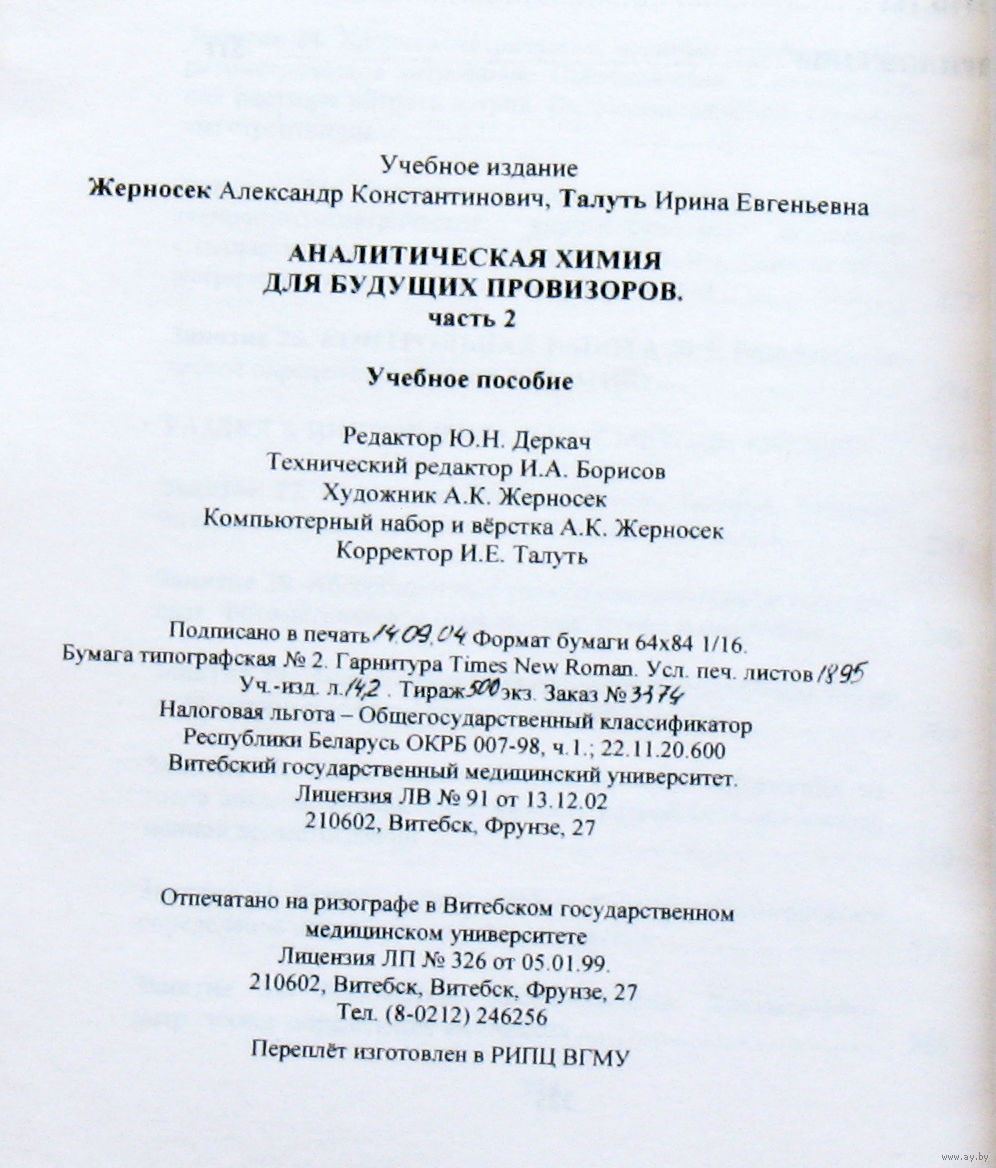 Учебное издание
Жерносек Александр Константинович, Талуть Ирина Евгеньевна
АНАЛИТИЧЕСКАЯ ХИМИЯ
ДЛЯ БУДУЩИХ ПРОВИЗОРОВ.
часть 2
Учебное пособие
Редактор Ю.Н. Деркач
Технический редактор И.А. Борисов
Художник А.К. Жерносек
Компьютерный набор и вёрстка А.К. Жерносек
Корректор И.Е. Талуть
Подписано в печать 14.09.04 Формат бумаги 64х84 1/16.
Бумага типографская № 2. Гарнитура Times New Roman. Усл. печ. листов 1895
Уч.-изд. л. 14,2 . Тираж 500 экз. Заказ № 3374
Налоговая льгота – Общегосударственный классификатор
Республики Беларусь ОКРБ 007-98, ч.1.; 22.11.20.600
Витебский государственный медицинский университет.
Лицензия ЛВ № 91 от 13.12.02
210602, Витебск, Фрунзе, 27
Отпечатано на ризографе в Витебском государственном
медицинском университете
Лицензия ЛП № 326 от 05.01.99.
210602, Витебск, Витебск, Фрунзе, 27
Тел. (8-0212) 246256
Переплёт изготовлен в РИПЦ ВГМУ
www.ay.by